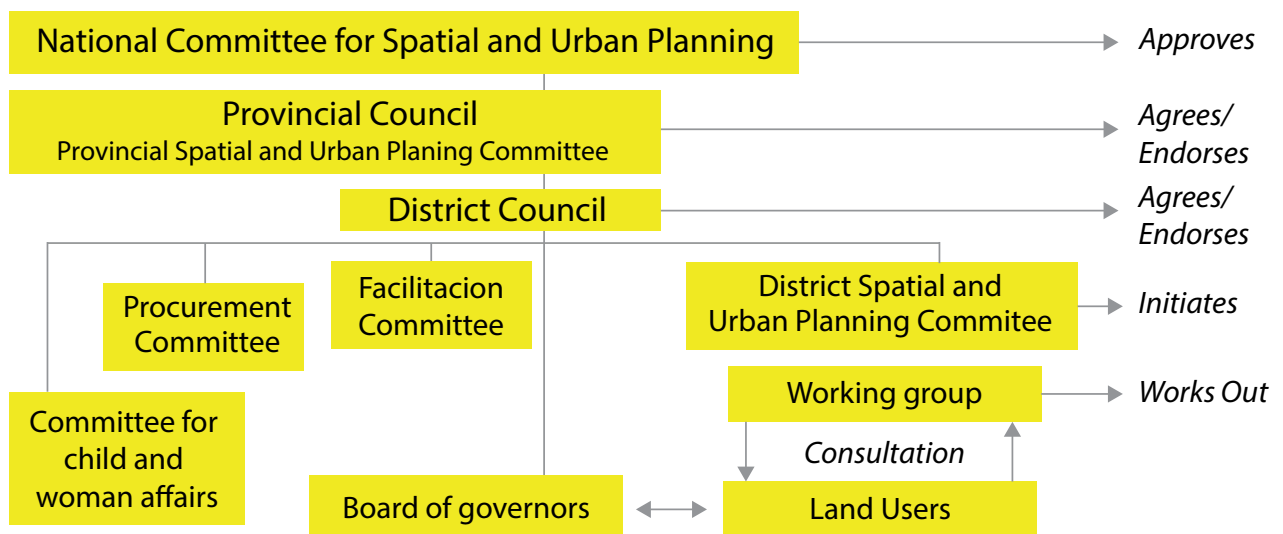 National Committee for Spatial and Urban Planning
Approves
Provincial Council
Provincial Spatial and Urban Planing Committee
Agrees/
Endorses
District Council
Agrees/
Endorses
Procurement
Committee
Facilitacion
Committee
District Spatial and
Urban Planning Commitee
Initiates
Committee for
child and
woman affairs
Working group
Works Out
Consultation
Board of governors
Land Users